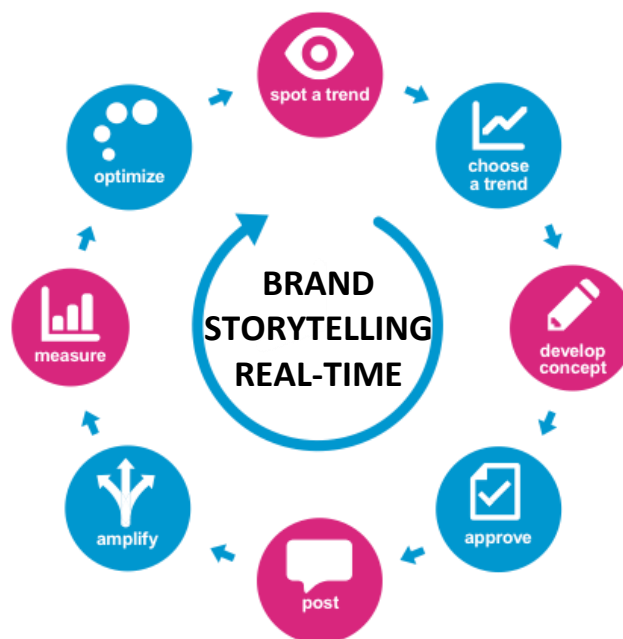 spot a trend
choose
a trend
develop
concept
approve
post
amplify
measure
optimize
BRAND
STORYTELLING
REAL-TIME